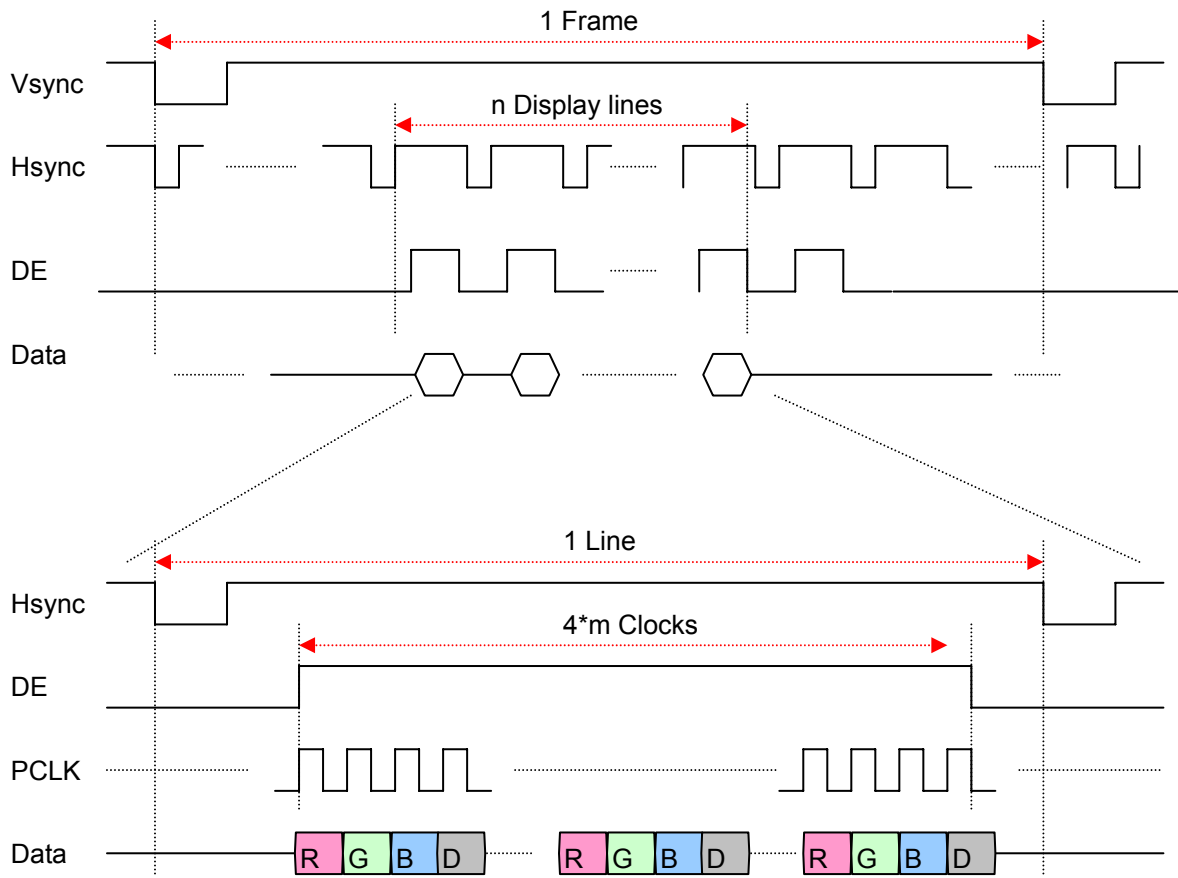 1 Frame
Vsync
n Display lines
Hsync
DE
Data
1 Line
Hsync
4*m Clocks
DE
PCLK
Data R G B D R G B D R G B D